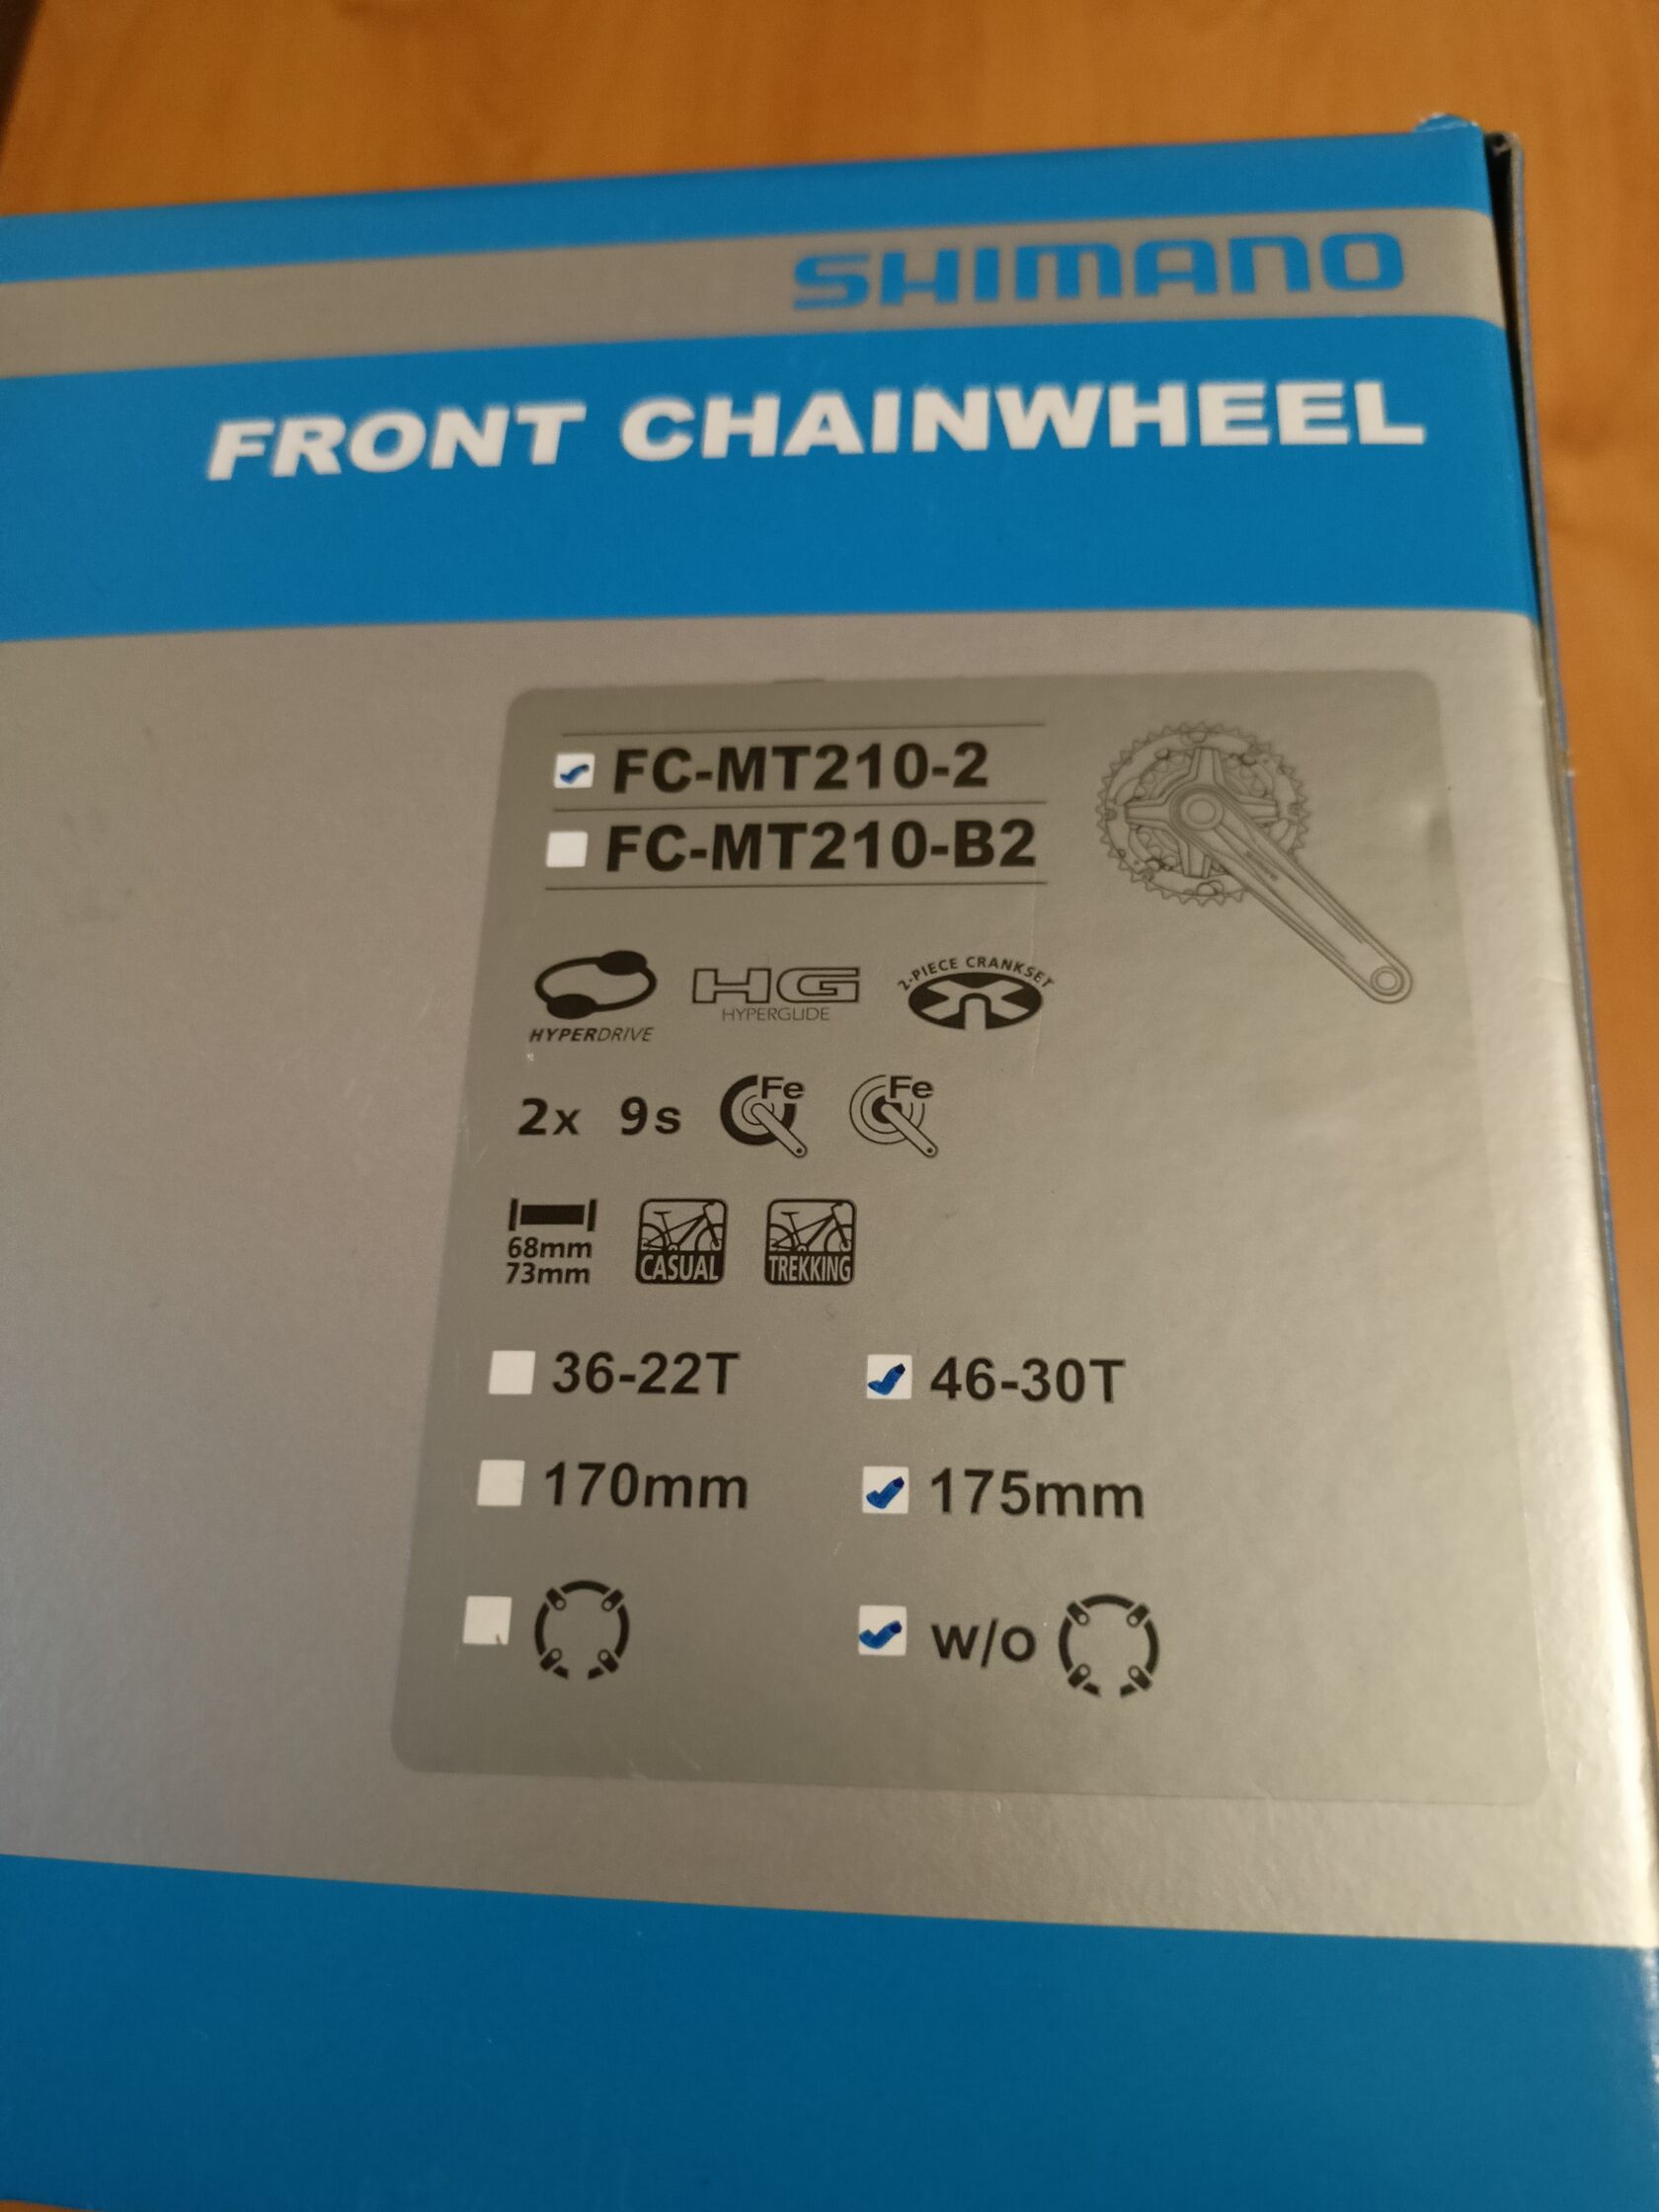 SHIMANO
FRONT CHAINWHEEL
FC-MT210-2
FC-MT210-B2
HYPERDRIVE
HG
HYPERGLIDE
2-PIECE CRANKSET
2x 9s Fe Fe
68mm
73mm
CASUAL TREKKING
36-22T 46-30T
170mm 175mm
w/o